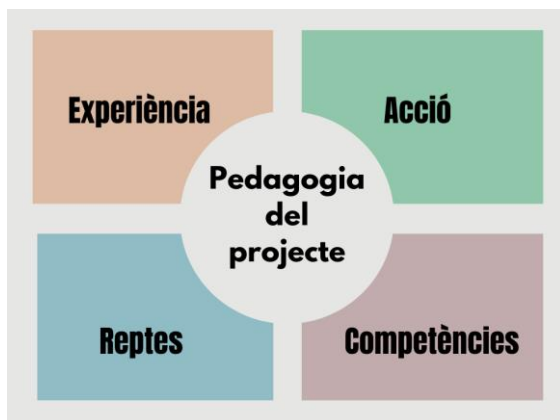 Experiència
Acció
Pedagogia
del
projecte
Reptes
Competències